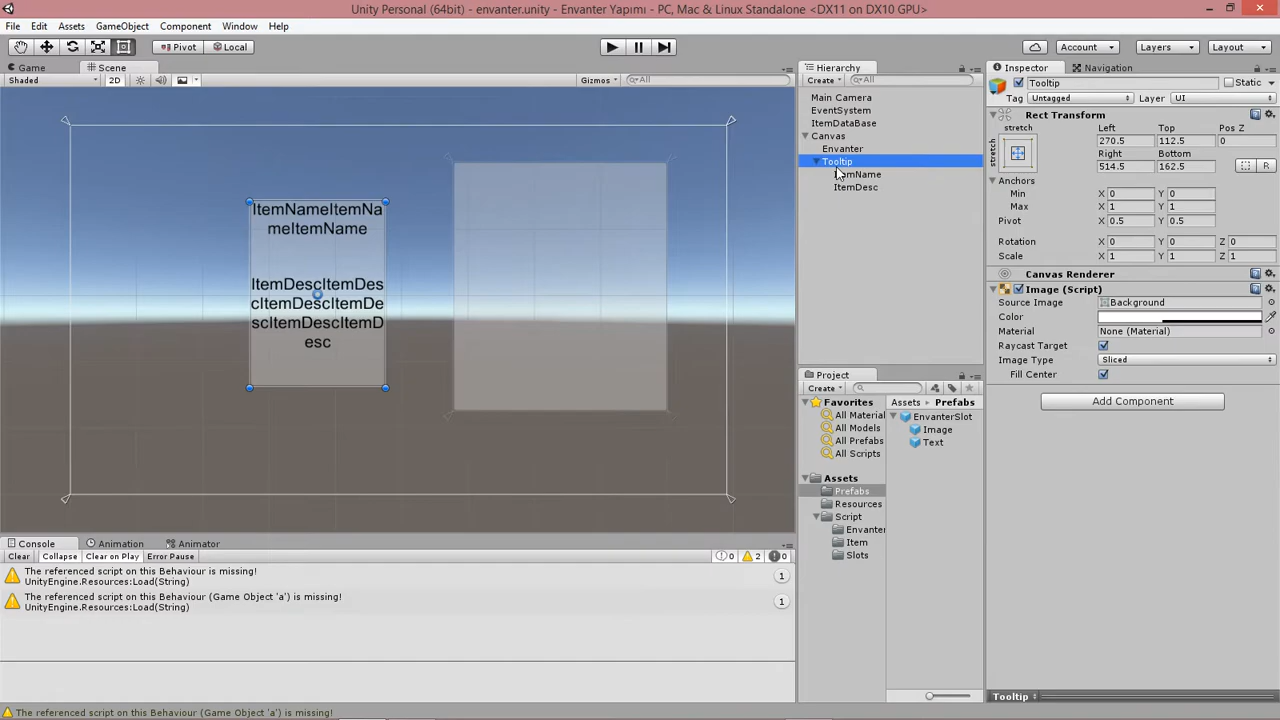 Unity Personal (64bit) - envanter.unity - Envanter Yapımı - PC, Mac & Linux Standalone <DX11 on DX10 GPU>
File Edit Assets GameObject Component Window Help
Pivot Local Account Layers Layout
Game Scene
Shaded 2D Gizmos All
ItemNameItemNa
meItemName
ItemDescItemDes
cItemDescItemDe
scItemDescItemD
esc
Hierarchy
Create All
Main Camera
EventSystem
ItemDataBase
Canvas
Envanter
Tooltip
ItemName
ItemDesc
Inspector Navigation
Tooltip Static
Tag Untagged Layer UI
Rect Transform
stretch Left Top Pos Z
stretch 270.5 112.5 0
Right Bottom
514.5 162.5 R
Anchors
Min X 0 Y 0
Max X 1 Y 1
Pivot X 0.5 Y 0.5
Rotation X 0 Y 0 Z 0
Scale X 1 Y 1 Z 1
Canvas Renderer
Image (Script)
Source Image Background
Color
Material None (Material)
Raycast Target
Image Type Sliced
Fill Center
Add Component
Project
Create
Favorites
All Material
All Models
All Prefabs
All Scripts
Assets
Prefabs
Resources
Script
Envanter
Item
Slots
Assets Prefabs
EnvanterSlot
Image
Text
Console Animation Animator
Clear Collapse Clear on Play Error Pause 0 2 0
The referenced script on this Behaviour is missing!
UnityEngine.Resources:Load(String)
1
The referenced script on this Behaviour (Game Object 'a') is missing!
UnityEngine.Resources:Load(String)
1
Tooltip
The referenced script on this Behaviour (Game Object 'a') is missing!